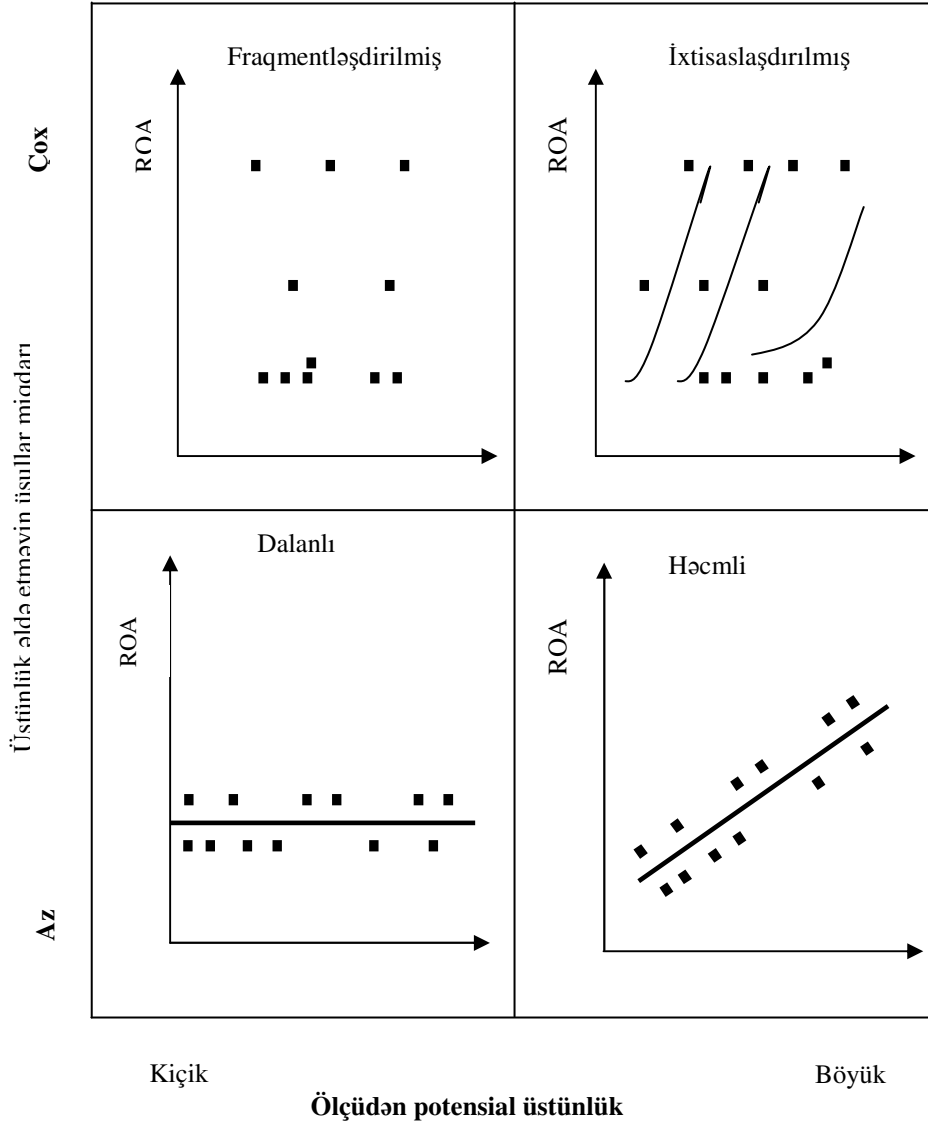 Fraqmentləşdirilmiş
İxtisaslaşdırılmış
Çox
ROA
ROA
Üstünlük əldə etməyin üsullar miqdarı
Dalanlı
Həcmli
ROA
ROA
Az
Kiçik
Böyük
Ölçüdən potensial üstünlük